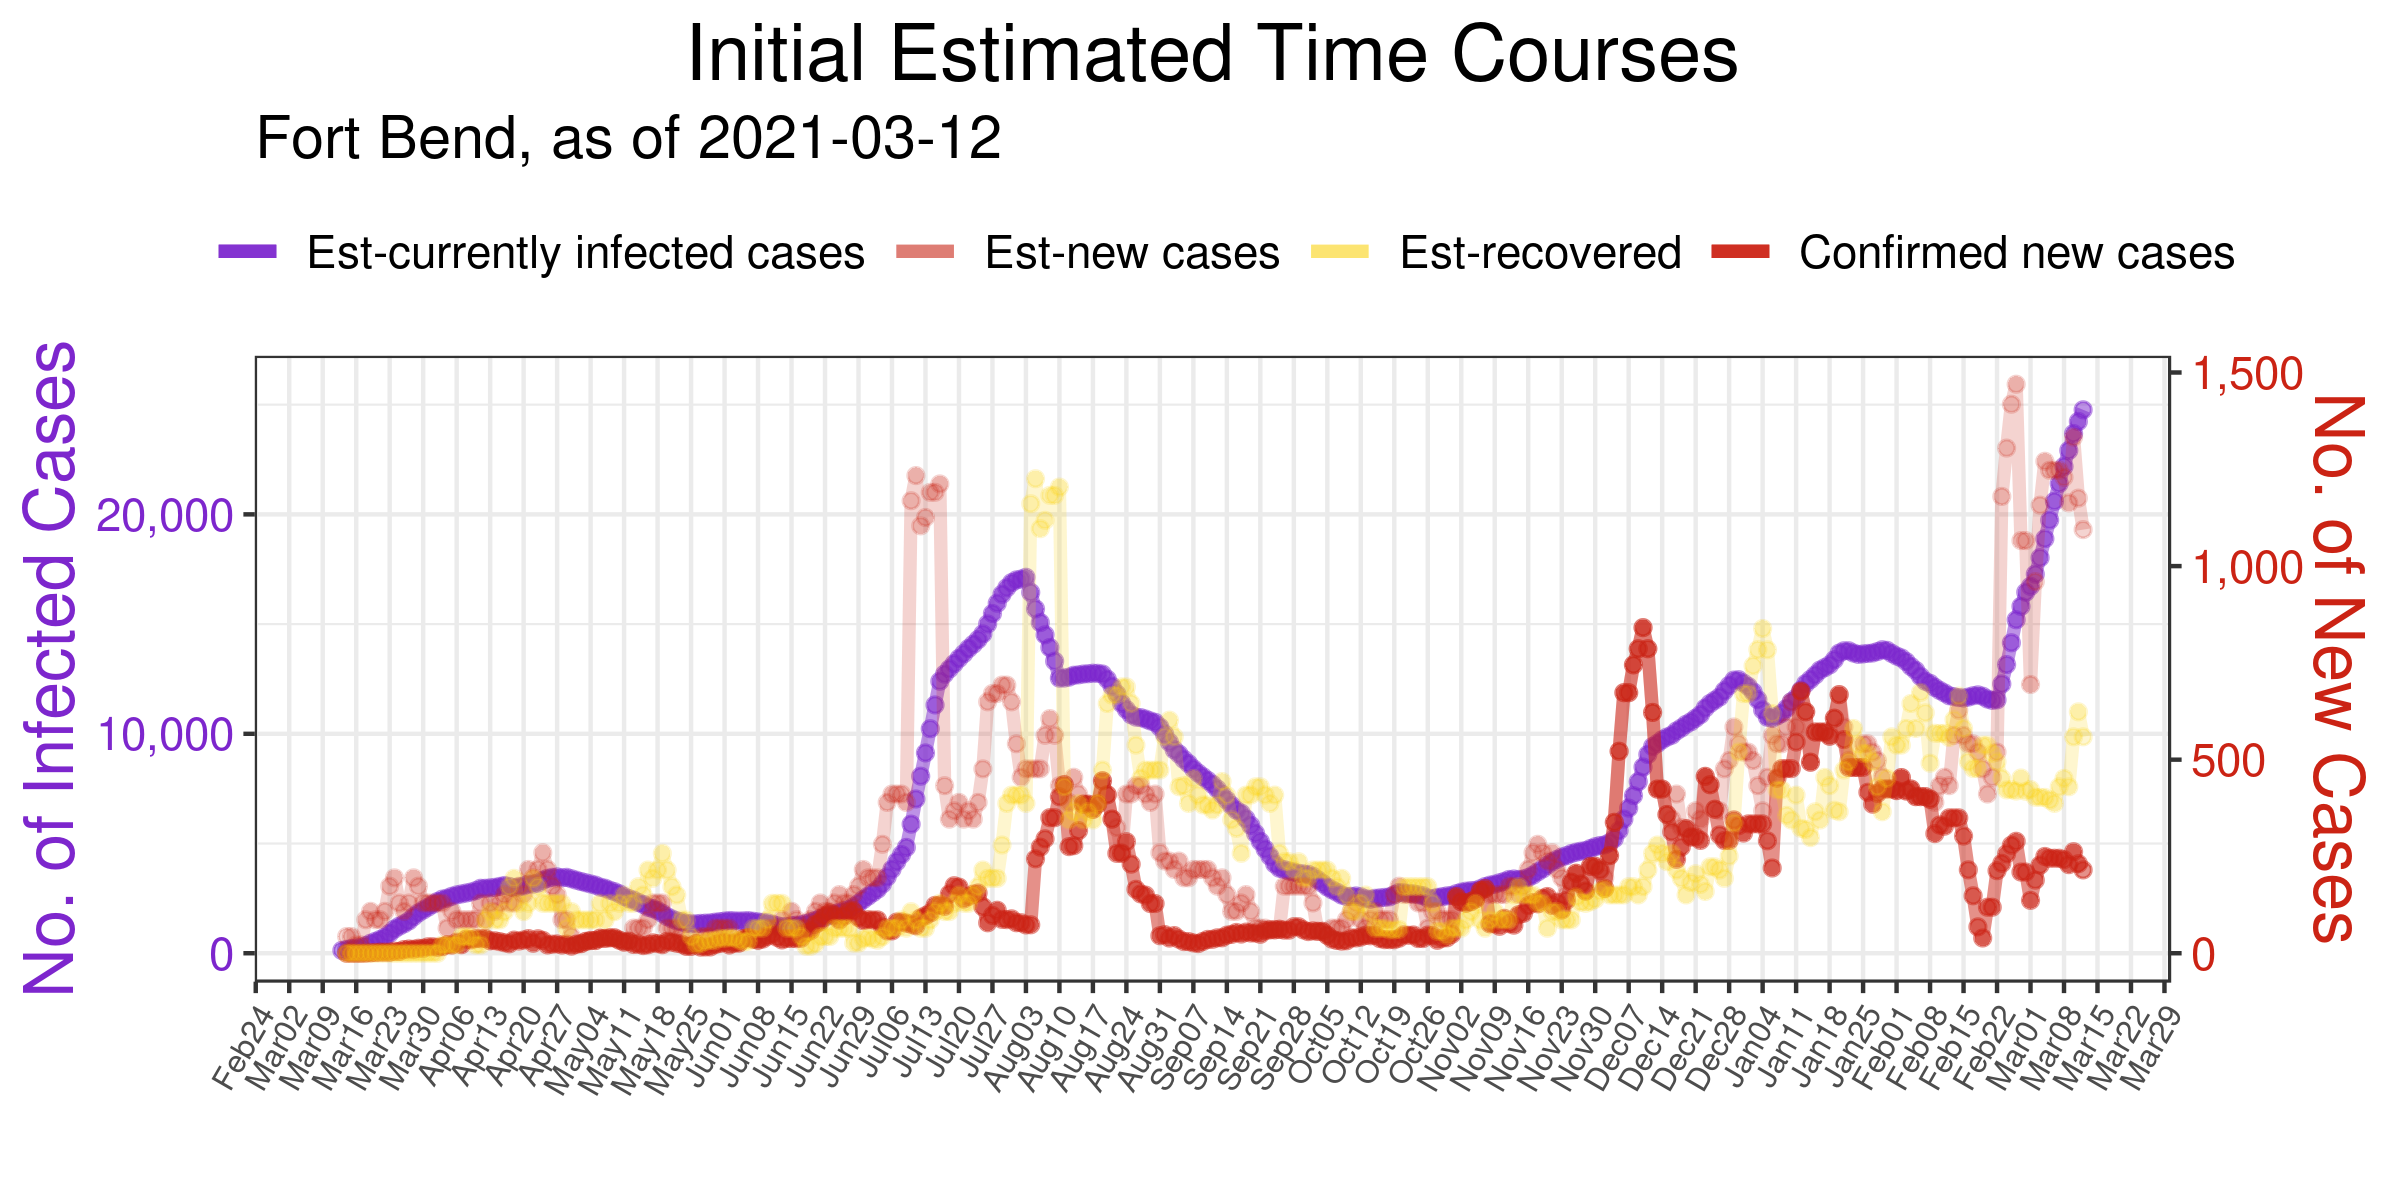 Initial Estimated Time Courses
Fort Bend, as of 2021-03-12
Est-currently infected cases
Est-new cases
Est-recovered
Confirmed new cases
No. of Infected Cases
20,000
10,000
0
1,500
1,000
500
0
No. of New Cases
Feb24
Mar02
Mar09
Mar16
Mar23
Mar30
Apr06
Apr13
Apr20
Apr27
May04
May11
May18
May25
Jun01
Jun08
Jun15
Jun22
Jun29
Jul06
Jul13
Jul20
Jul27
Aug03
Aug10
Aug17
Aug24
Aug31
Sep07
Sep14
Sep21
Sep28
Oct05
Oct12
Oct19
Oct26
Nov02
Nov09
Nov16
Nov23
Nov30
Dec07
Dec14
Dec21
Dec28
Jan04
Jan11
Jan18
Jan25
Feb01
Feb08
Feb15
Feb22
Mar01
Mar08
Mar15
Mar22
Mar29